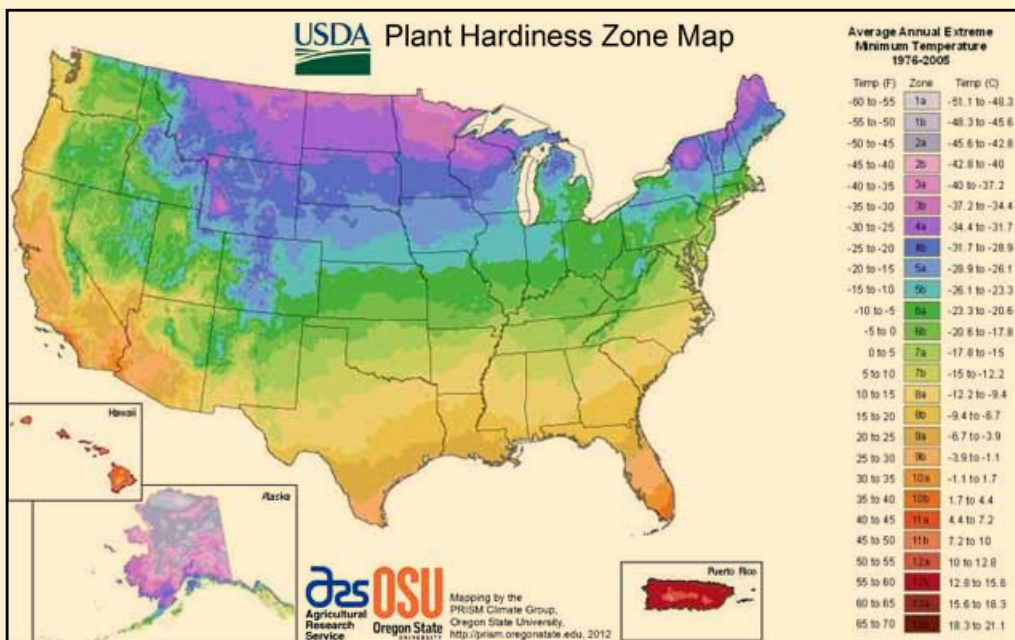 USDA
Plant Hardiness Zone Map
Average Annual Extreme
Minimum Temperature
1976-2005
Temp (F) Zone Temp (C)
-60 to -55 1a -51.1 to -48.3
-55 to -50 1b -48.3 to -45.6
-50 to -45 2a -45.6 to -42.8
-45 to -40 2b -42.8 to -40
-40 to -35 3a -40 to -37.2
-35 to -30 3b -37.2 to -34.4
-30 to -25 4a -34.4 to -31.7
-25 to -20 4b -31.7 to -28.9
-20 to -15 5a -28.9 to -26.1
-15 to -10 5b -26.1 to -23.3
-10 to -5 6a -23.3 to -20.6
-5 to 0 6b -20.6 to -17.8
0 to 5 7a -17.8 to -15
5 to 10 7b -15 to -12.2
10 to 15 8a -12.2 to -9.4
15 to 20 8b -9.4 to -6.7
20 to 25 9a -6.7 to -3.9
25 to 30 9b -3.9 to -1.1
30 to 35 10a -1.1 to 1.7
35 to 40 10b 1.7 to 4.4
40 to 45 11a 4.4 to 7.2
45 to 50 11b 7.2 to 10
50 to 55 12a 10 to 12.8
55 to 60 12.8 to 15.6
60 to 65 15.6 to 18.3
65 to 70 18.3 to 21.1
Hawaii
Alaska
ars
Agricultural
Research
Service
OSU
Oregon State
UNIVERSITY
Mapping by the
PRISM Climate Group,
Oregon State University,
http://prism.oregonstate.edu, 2012
Puerto Rico